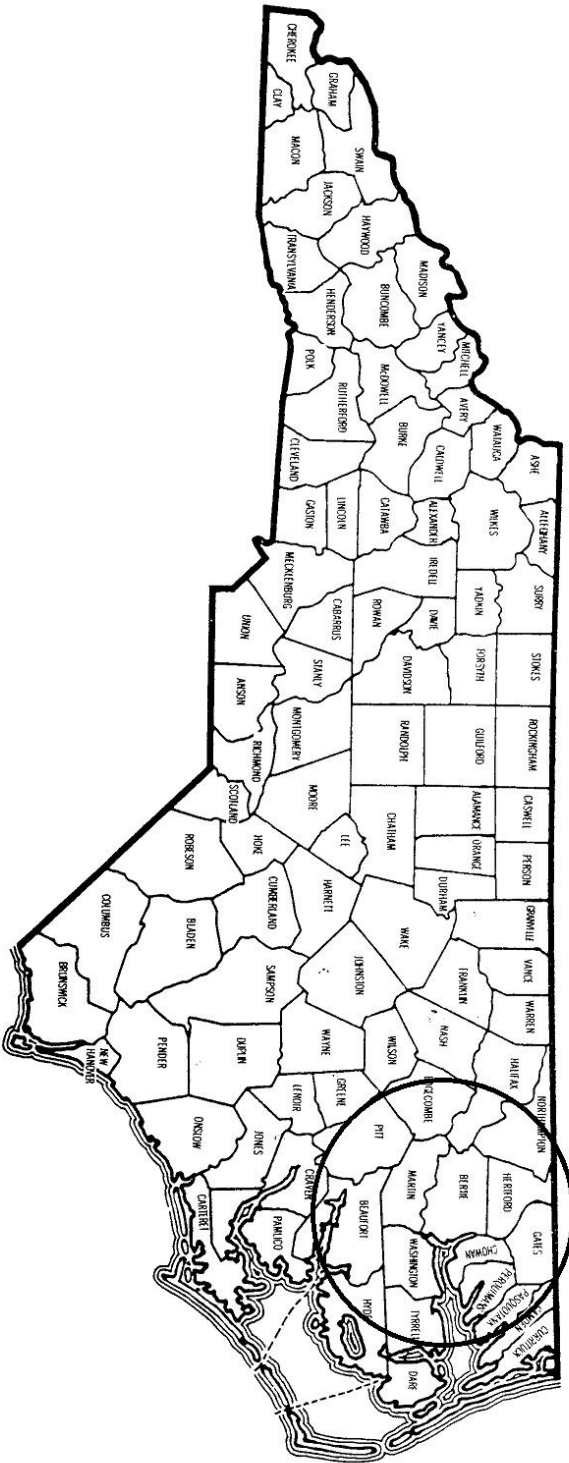 CHEROKEE
GRAHAM
CLAY
SWAIN
MACON
JACKSON
HAYWOOD
TRANSYLVANIA
MADISON
BUNCOMBE
HENDERSON
YANCEY
MITCHELL
McDOWELL
POLK
RUTHERFORD
AVERY
WATAUGA
BURKE
CALDWELL
CLEVELAND
ASHE
ALLEGHANY
WILKES
ALEXANDER
CATAWBA
LINCOLN
GASTON
IREDELL
MECKLENBURG
SURRY
YADKIN
DAVIE
ROWAN
CABARRUS
UNION
STOKES
FORSYTH
DAVIDSON
STANLY
ANSON
ROCKINGHAM
GUILFORD
RANDOLPH
MONTGOMERY
RICHMOND
CASWELL
ALAMANCE
CHATHAM
MOORE
SCOTLAND
PERSON
ORANGE
DURHAM
LEE
HOKE
ROBESON
GRANVILLE
WAKE
HARNETT
CUMBERLAND
BLADEN
COLUMBUS
VANCE
FRANKLIN
JOHNSTON
SAMPSON
BRUNSWICK
WARREN
NASH
WILSON
WAYNE
DUPLIN
PENDER
NEW
HANOVER
HALIFAX
EDGECOMBE
GREENE
LENOIR
ONSLOW
NORTHAMPTON
PITT
JONES
HERTFORD
BERTIE
MARTIN
BEAUFORT
CRAVEN
PAMLICO
CARTERET
GATES
CHOWAN
WASHINGTON
PERQUIMANS
PASQUOTANK
CAMDEN
CURRITUCK
TYRRELL
HYDE
DARE